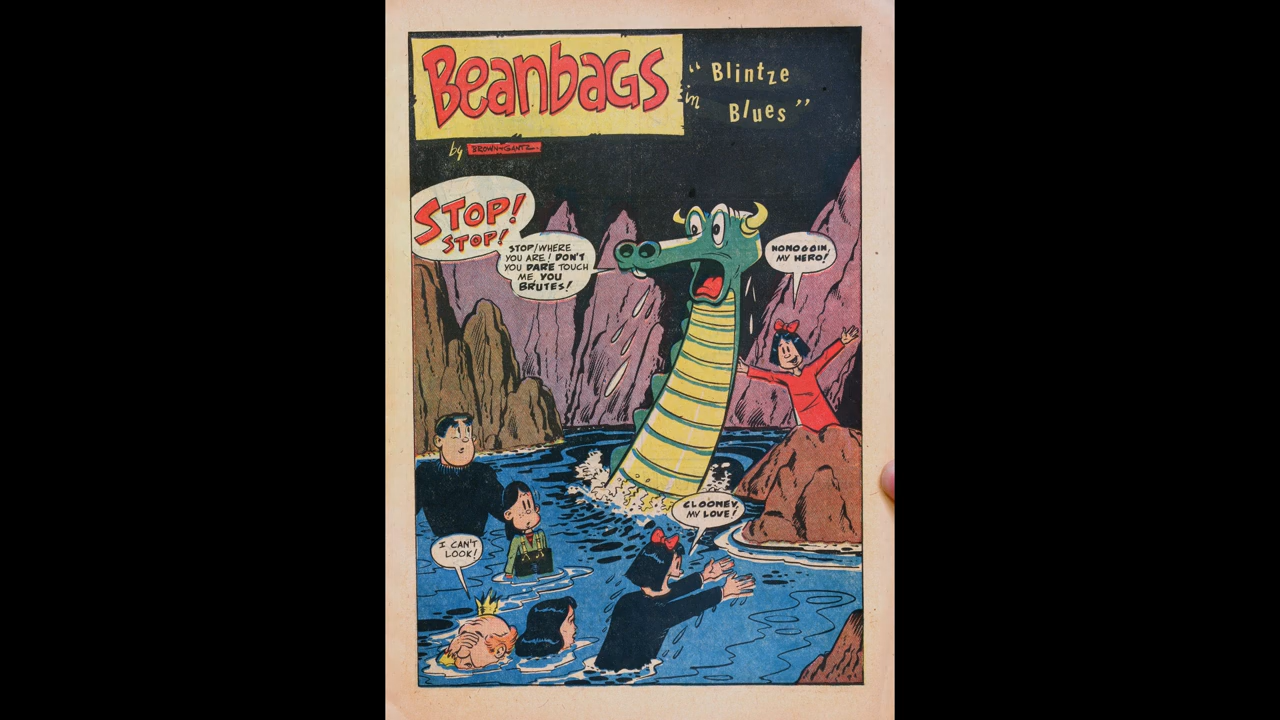 Beanbags
" Blintze
in Blues "
by BROWN & GANTZ.
STOP!
STOP!
STOP! WHERE
YOU ARE! DON'T
YOU DARE TOUCH
ME, YOU
BRUTES!
NONOGGIN,
MY HERO!
CLOONEY,
MY LOVE!
I CAN'T
LOOK!